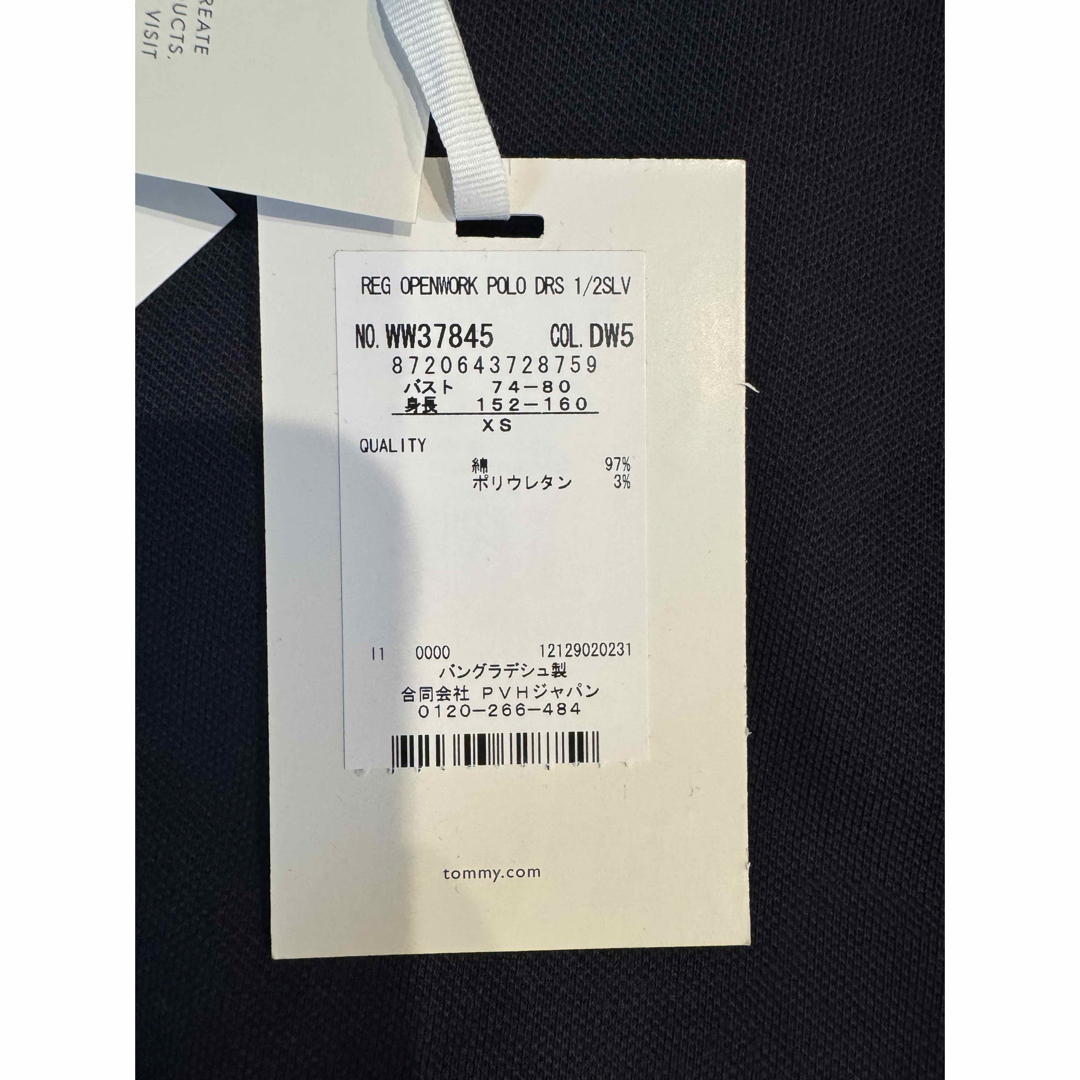 REATE
UCTS.
VISIT
REG OPENWORK POLO DRS 1/2SLV
NO. WW37845 COL. DW5
8720643728759
バスト 74-80
身長 152-160
XS
QUALITY
綿 97%
ポリウレタン 3%
I1 0000 12129020231
バングラデシュ製
合同会社 PVHジャパン
0120-266-484
tommy.com